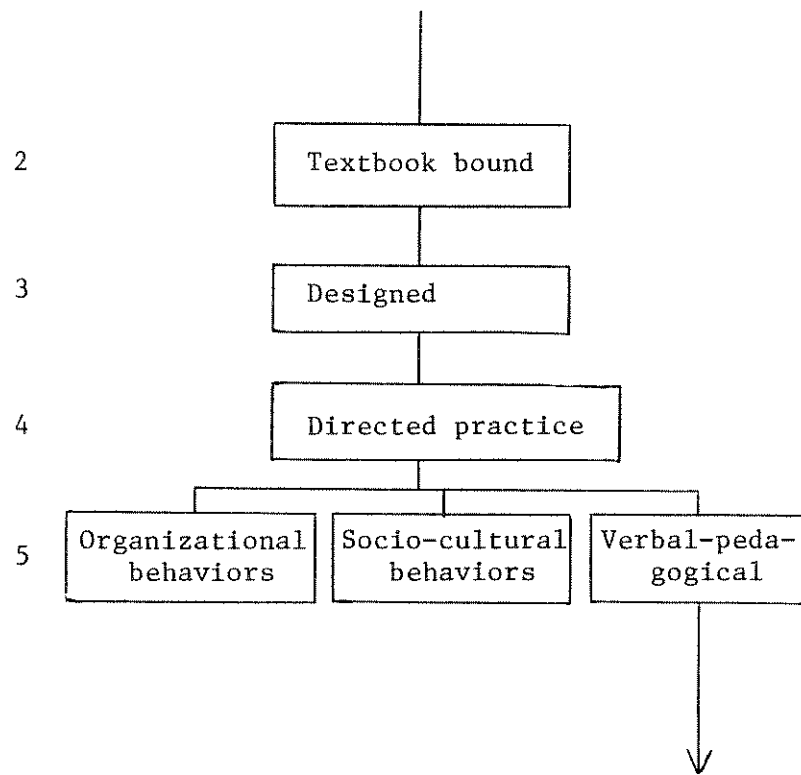 2 Textbook bound
3 Designed
4 Directed practice
5 Organizational Socio-cultural Verbal-peda-
behaviors behaviors gogical